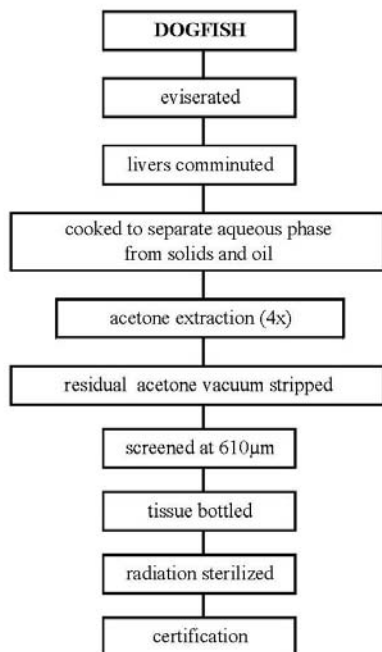 DOGFISH
eviserated
livers comminuted
cooked to separate aqueous phase
from solids and oil
acetone extraction (4x)
residual acetone vacuum stripped
screened at 610µm
tissue bottled
radiation sterilized
certification